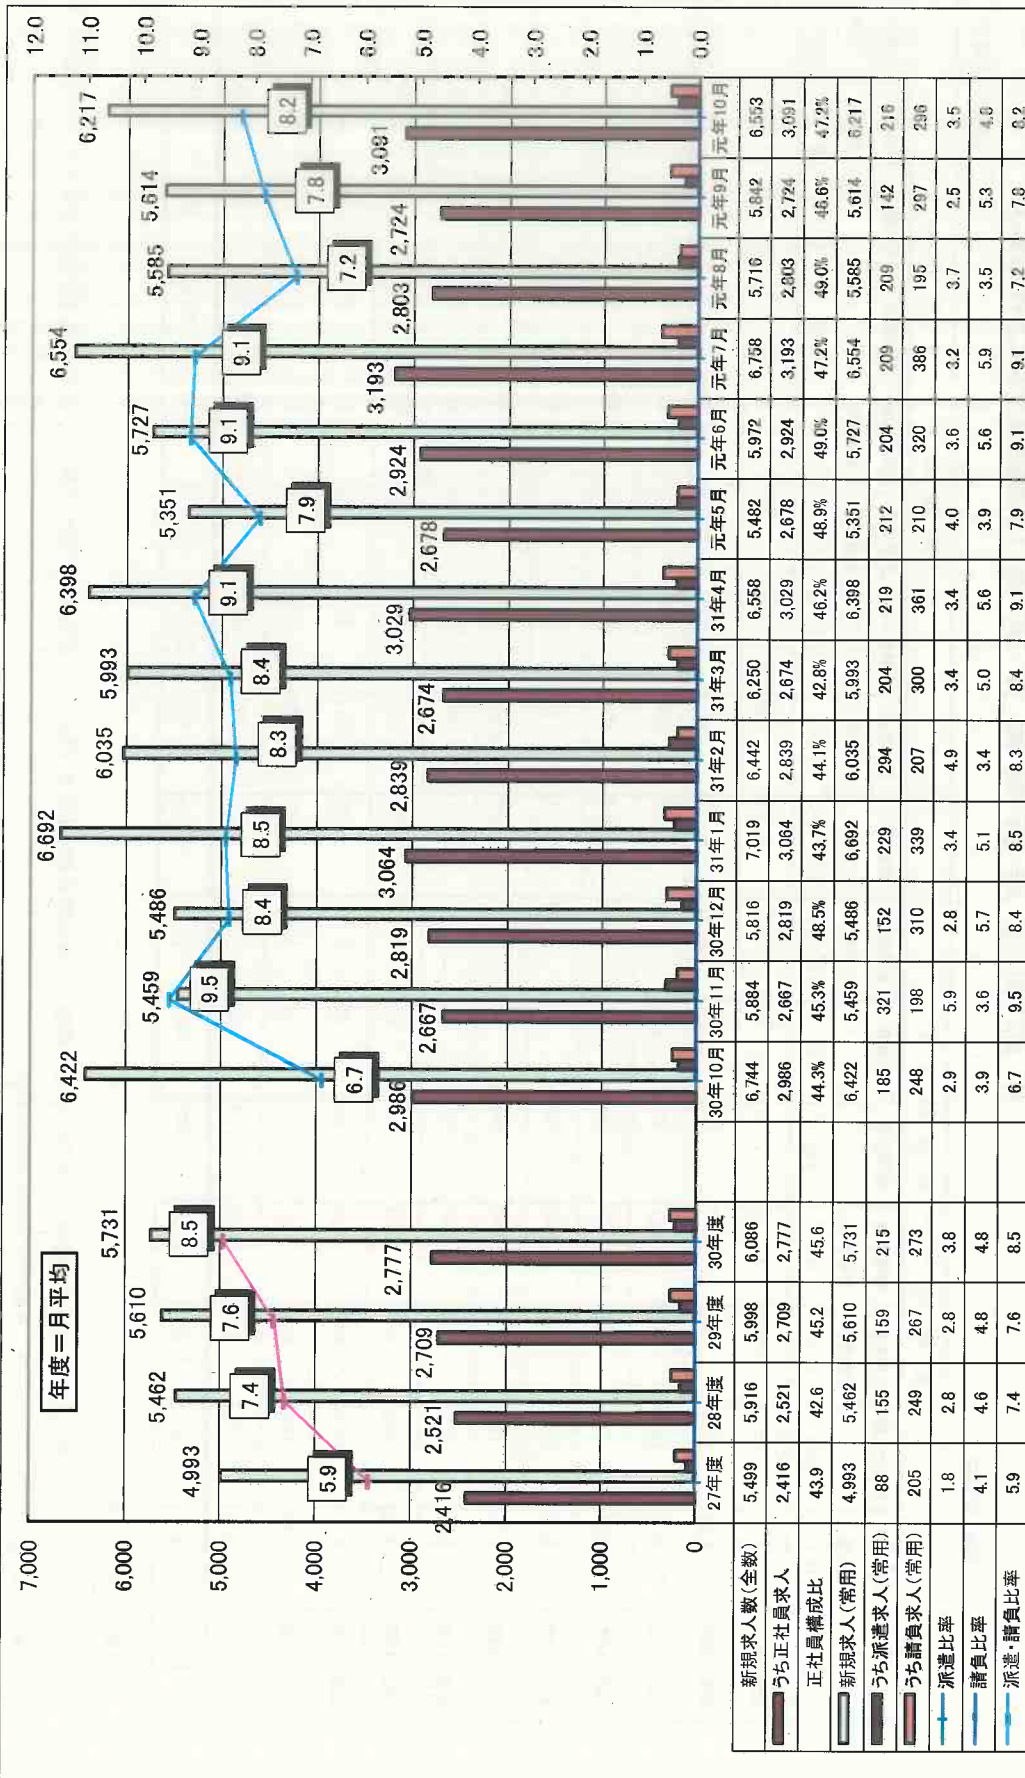 年度=月平均
7,000
6,000
5,000
4,000
3,000
2,000
1,000
0
12.0
11.0
10.0
9.0
8.0
7.0
6.0
5.0
4.0
3.0
2.0
1.0
0.0
4,993 5,462 5,610 5,731 6,422 5,459 5,486 6,692 6,035 5,993 6,398 5,351 5,727 6,554 5,585 5,614 6,217
5.9 7.4 7.6 8.5 6.7 9.5 8.4 8.5 8.3 8.4 9.1 7.9 9.1 9.1 7.2 7.8 8.2
2,416 2,521 2,709 2,777 2,986 2,667 2,819 3,064 2,839 2,674 3,029 2,678 2,924 3,193 2,803 2,724 3,091
27年度 28年度 29年度 30年度 30年10月 30年11月 30年12月 31年1月 31年2月 31年3月 31年4月 元年5月 元年6月 元年7月 元年8月 元年9月 元年10月
新規求人数(全数) 5,499 5,916 5,998 6,086 6,744 5,884 5,816 7,019 6,442 6,250 6,558 5,482 5,972 6,758 5,716 5,842 6,553
うち正社員求人 2,416 2,521 2,709 2,777 2,986 2,667 2,819 3,064 2,839 2,674 3,029 2,678 2,924 3,193 2,803 2,724 3,091
正社員構成比 43.9 42.6 45.2 45.6 44.3% 45.3% 48.5% 43.7% 44.1% 42.8% 46.2% 48.9% 49.0% 47.2% 49.0% 46.6% 47.2%
新規求人(常用) 4,993 5,462 5,610 5,731 6,422 5,459 5,486 6,692 6,035 5,993 6,398 5,351 5,727 6,554 5,585 5,614 6,217
うち派遣求人(常用) 88 155 159 215 185 321 152 229 294 204 219 212 204 209 209 142 216
うち請負求人(常用) 205 249 267 273 248 198 310 339 207 300 361 210 320 386 195 297 296
派遣比率 1.8 2.8 2.8 3.8 2.9 5.9 2.8 3.4 4.9 3.4 3.4 4.0 3.6 3.2 3.7 2.5 3.5
請負比率 4.1 4.6 4.8 4.8 3.9 3.6 5.7 5.1 3.4 5.0 5.6 3.9 5.6 5.9 3.5 5.3 4.8
派遣・請負比率 5.9 7.4 7.6 8.5 6.7 9.5 8.4 8.5 8.3 8.4 9.1 7.9 9.1 9.1 7.2 7.8 8.2